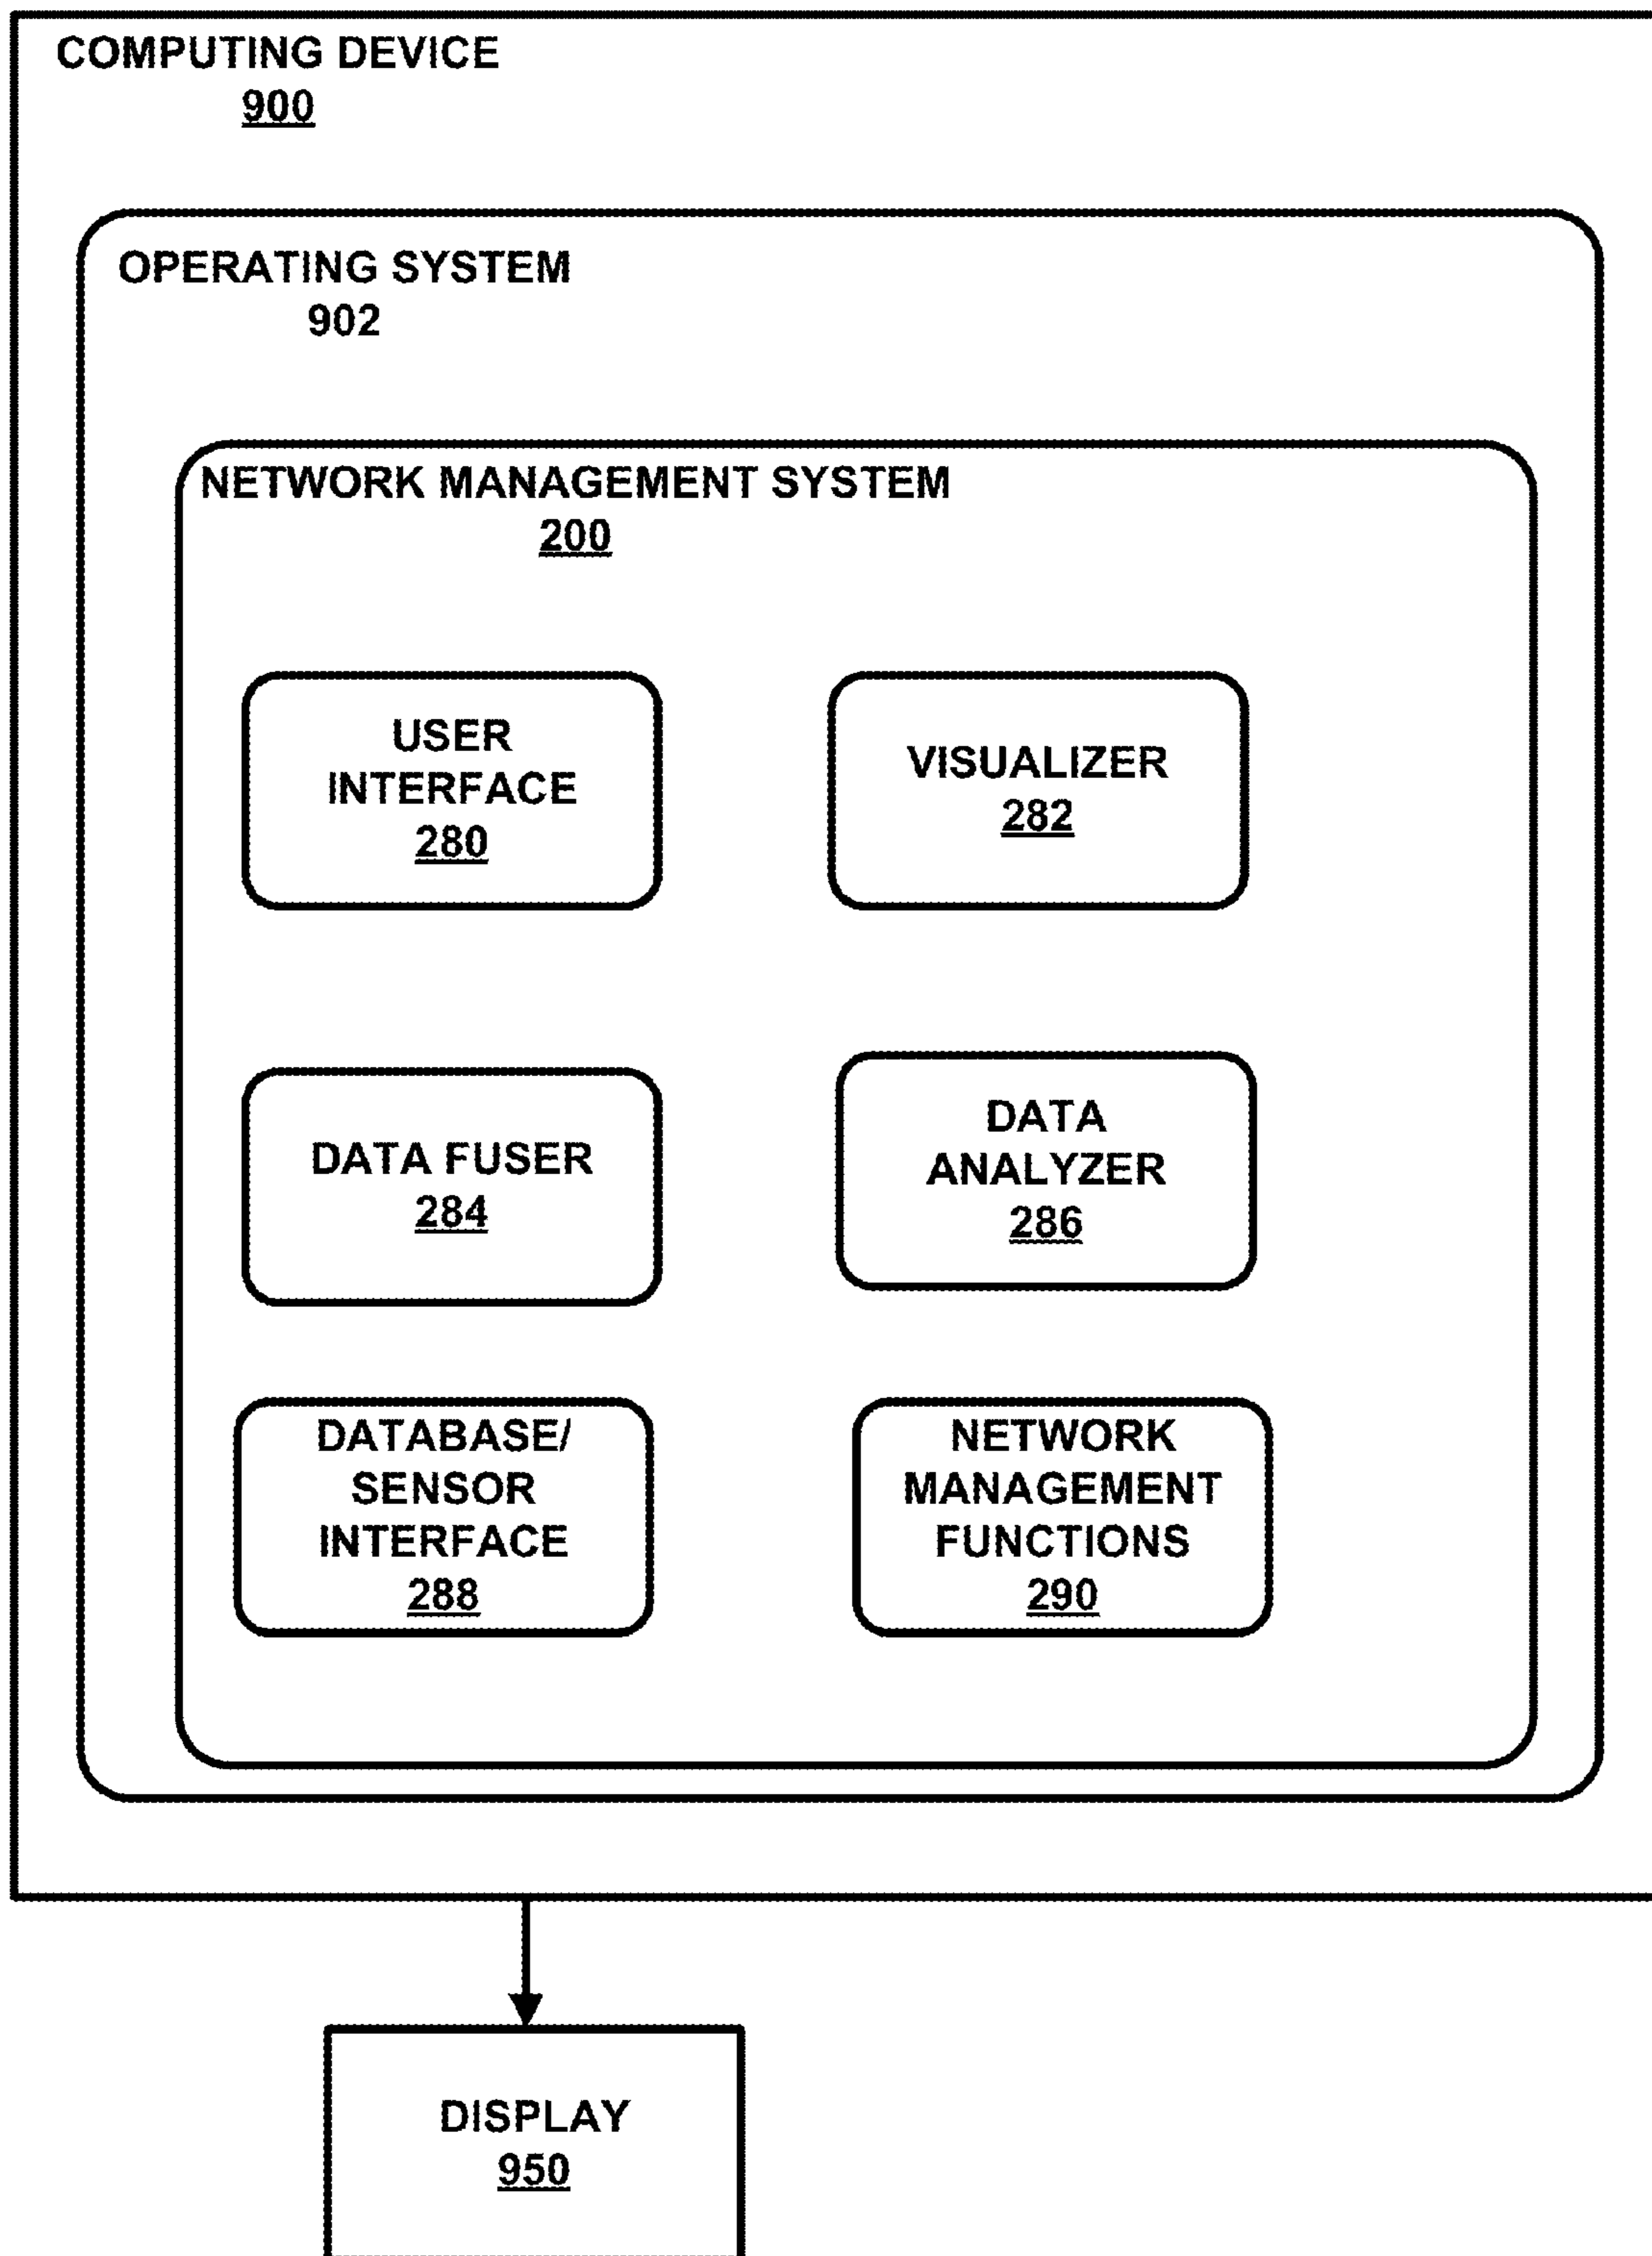 COMPUTING DEVICE
900
OPERATING SYSTEM
902
NETWORK MANAGEMENT SYSTEM
200
USER
INTERFACE
280
VISUALIZER
282
DATA FUSER
284
DATA
ANALYZER
286
DATABASE/
SENSOR
INTERFACE
288
NETWORK
MANAGEMENT
FUNCTIONS
290
DISPLAY
950